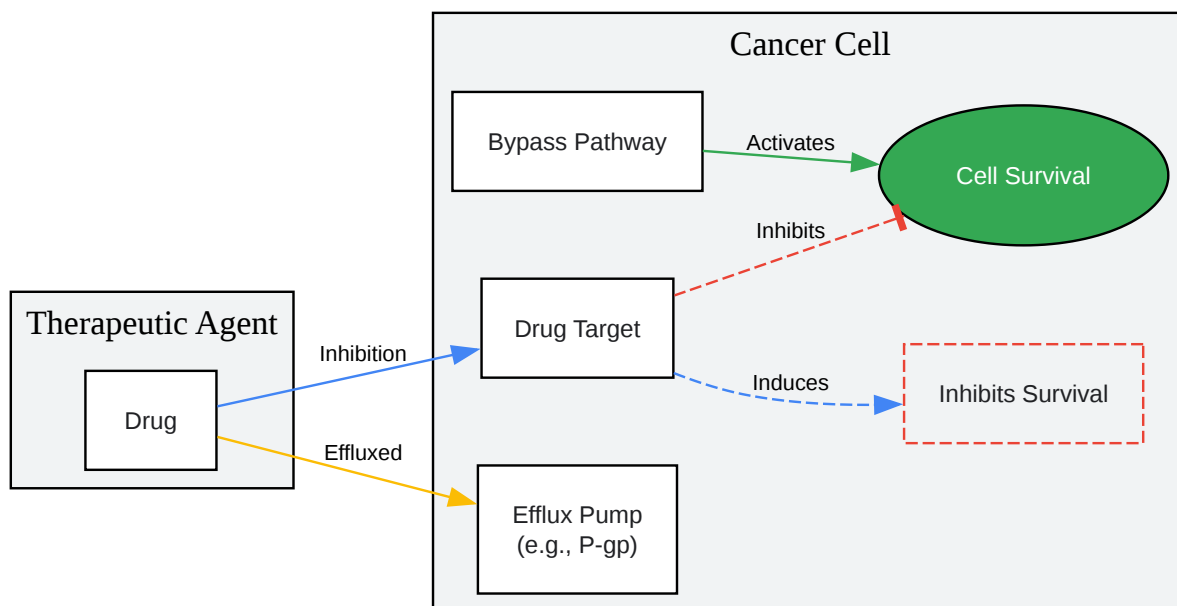 Cancer Cell
Bypass Pathway
Activates
Cell Survival
Inhibits
Therapeutic Agent
Inhibition
Drug Target
Induces
Inhibits Survival
Drug
Effluxed
Efflux Pump
(e.g., P-gp)